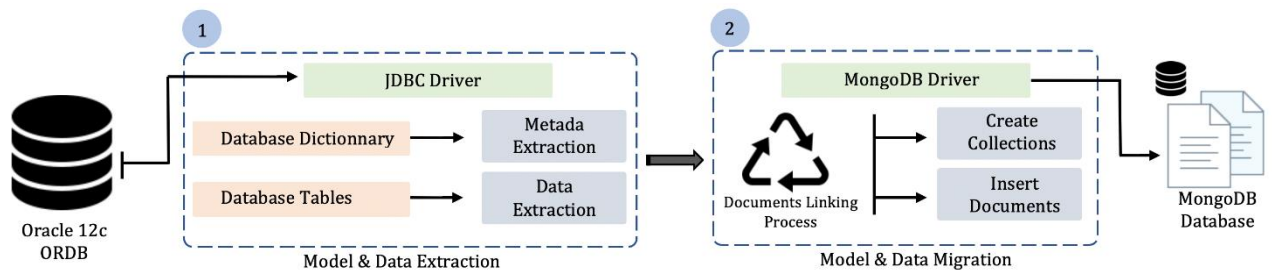 1
JDBC Driver
Database Dictionnary
Metada
Extraction
Database Tables
Data
Extraction
Oracle 12c
ORDB
Model & Data Extraction
2
MongoDB Driver
Create
Collections
Insert
Documents
Documents Linking
Process
Model & Data Migration
MongoDB
Database